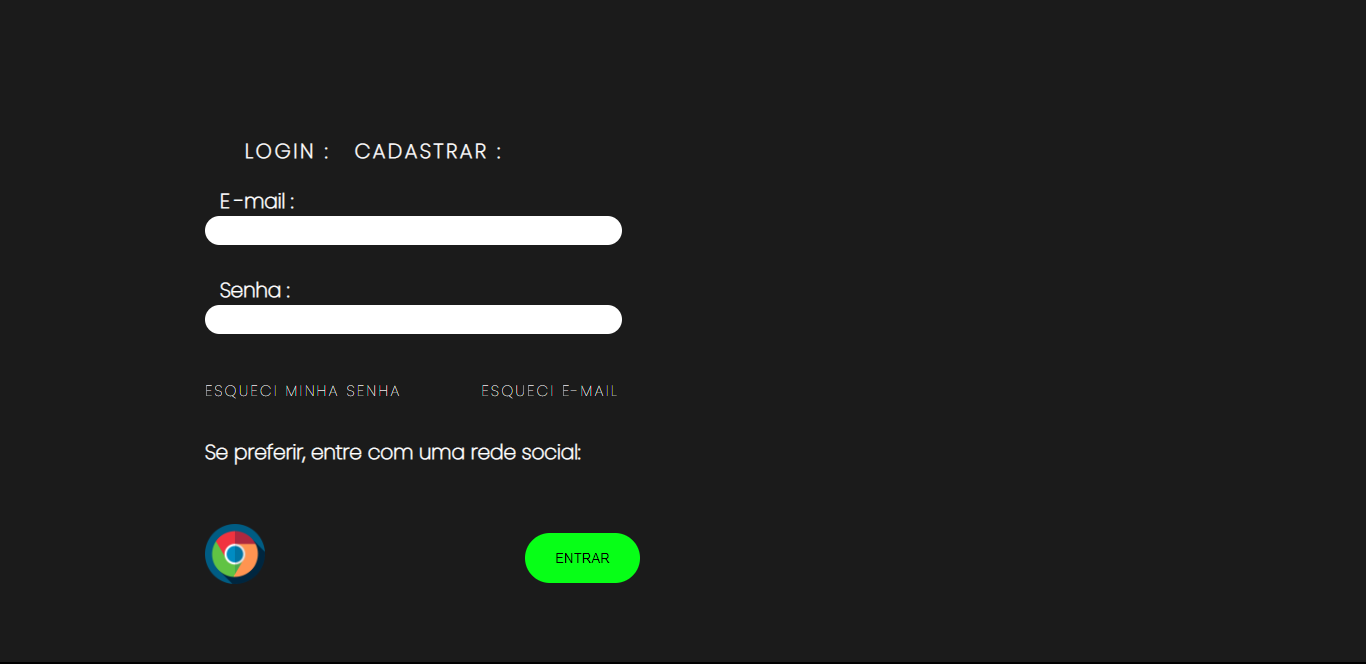 LOGIN : CADASTRAR :
E-mail :
Senha :
ESQUECI MINHA SENHA ESQUECI E-MAIL
Se preferir, entre com uma rede social:
ENTRAR